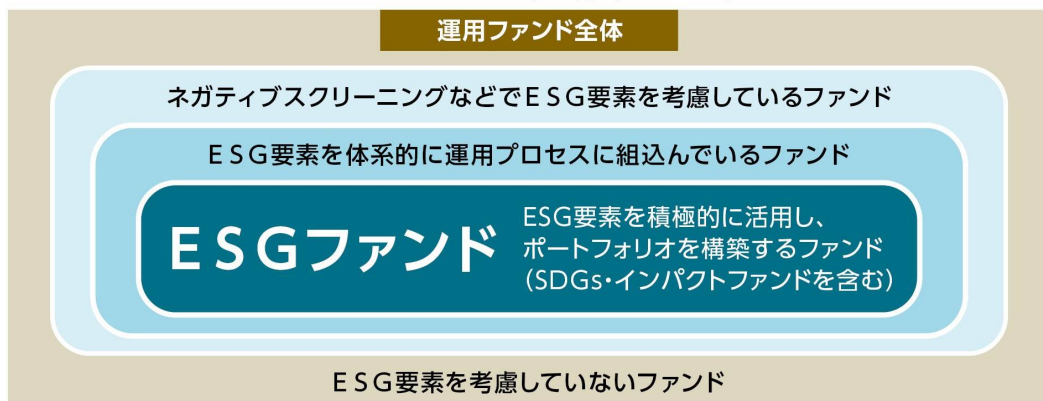 運用ファンド全体
ネガティブスクリーニングなどでESG要素を考慮しているファンド
ESG要素を体系的に運用プロセスに組込んでいるファンド
ESGファンド
ESG要素を積極的に活用し、
ポートフォリオを構築するファンド
(SDGs・インパクトファンドを含む)
ESG要素を考慮していないファンド